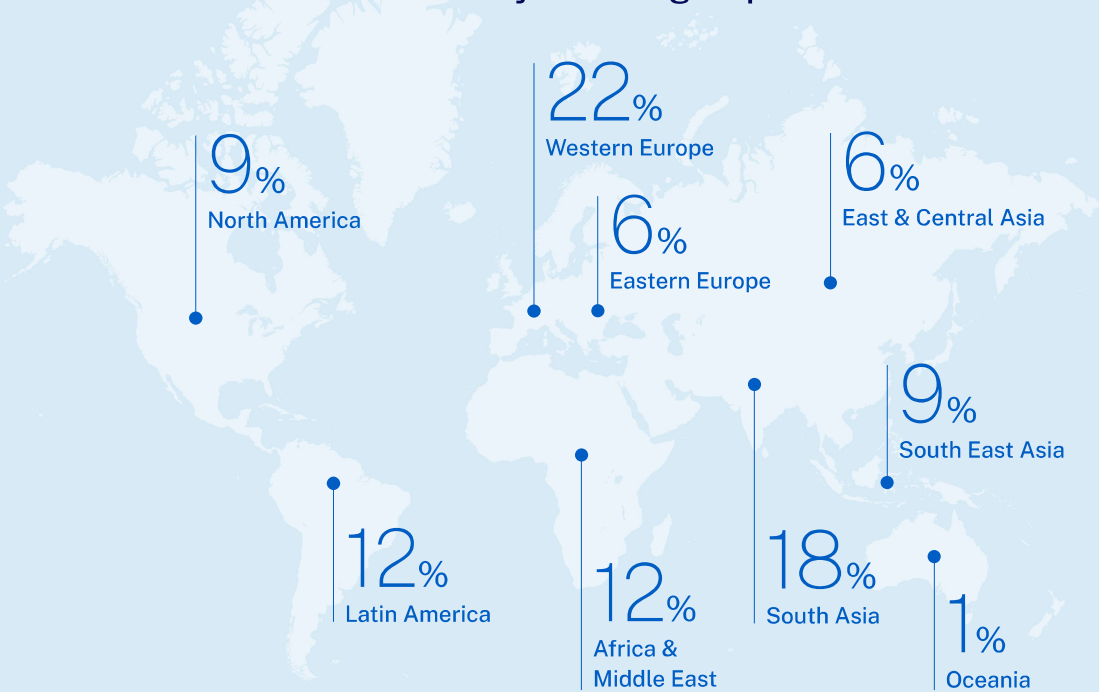 22%
Western Europe
9%
North America
6%
East & Central Asia
6%
Eastern Europe
9%
South East Asia
12%
Latin America
12%
Africa &
Middle East
18%
South Asia
1%
Oceania